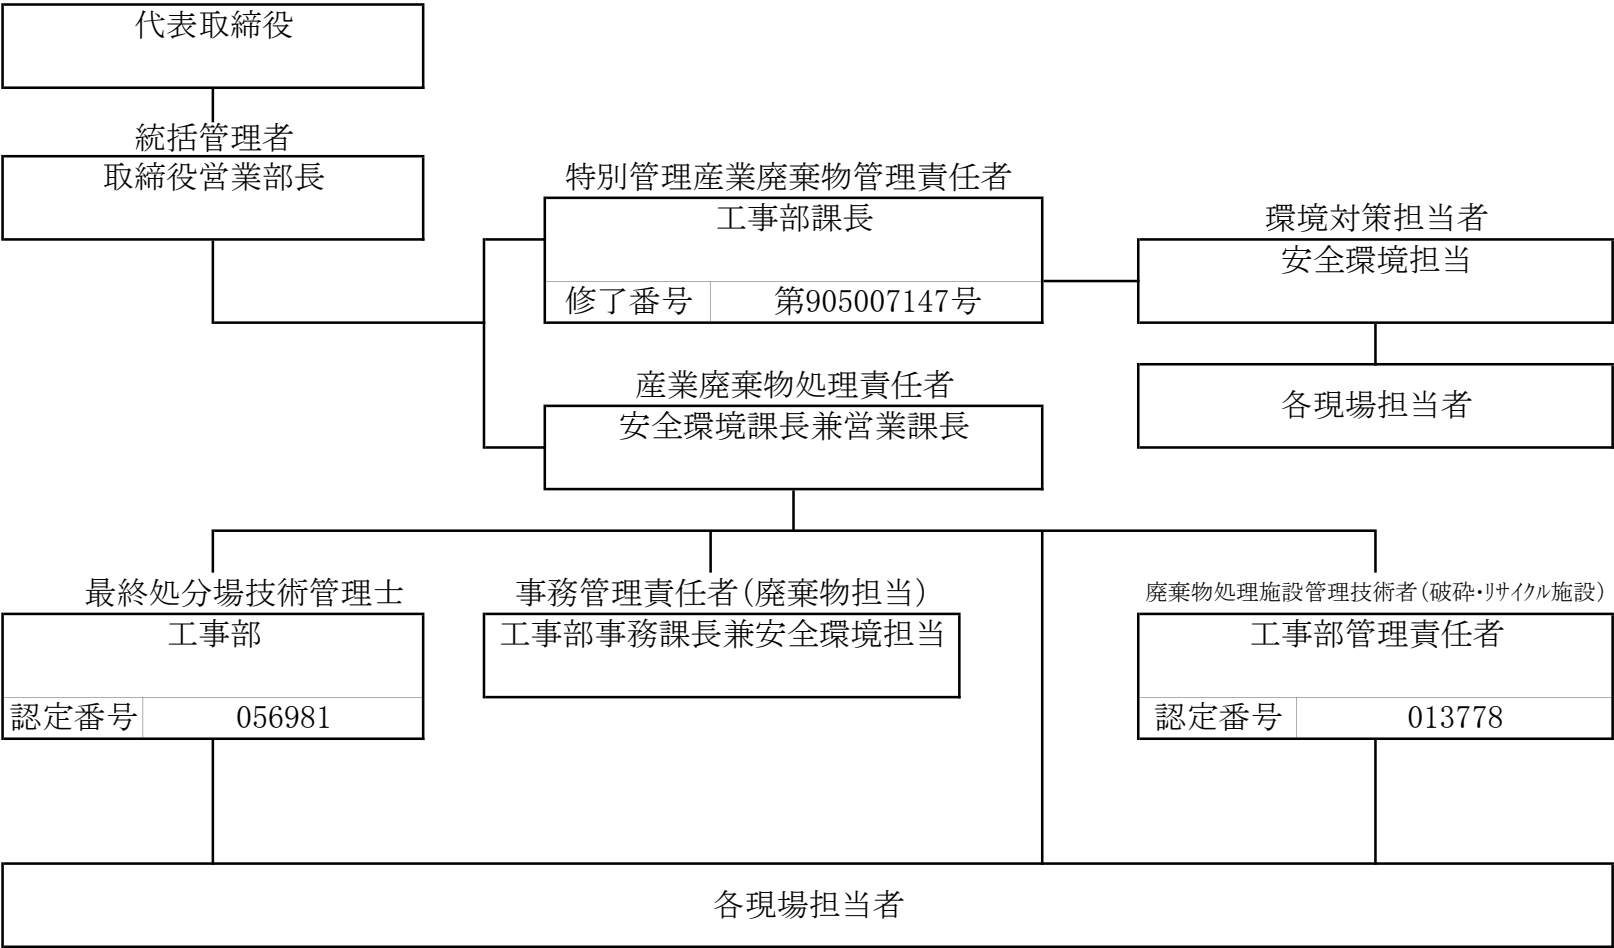 代表取締役
統括管理者
取締役営業部長
特別管理産業廃棄物管理責任者
工事部課長
修了番号 第905007147号
環境対策担当者
安全環境担当
各現場担当者
産業廃棄物処理責任者
安全環境課長兼営業課長
最終処分場技術管理士
工事部
認定番号 056981
事務管理責任者(廃棄物担当)
工事部事務課長兼安全環境担当
廃棄物処理施設管理技術者(破砕・ﾘｻｲｸﾙ施設)
工事部管理責任者
認定番号 013778
各現場担当者